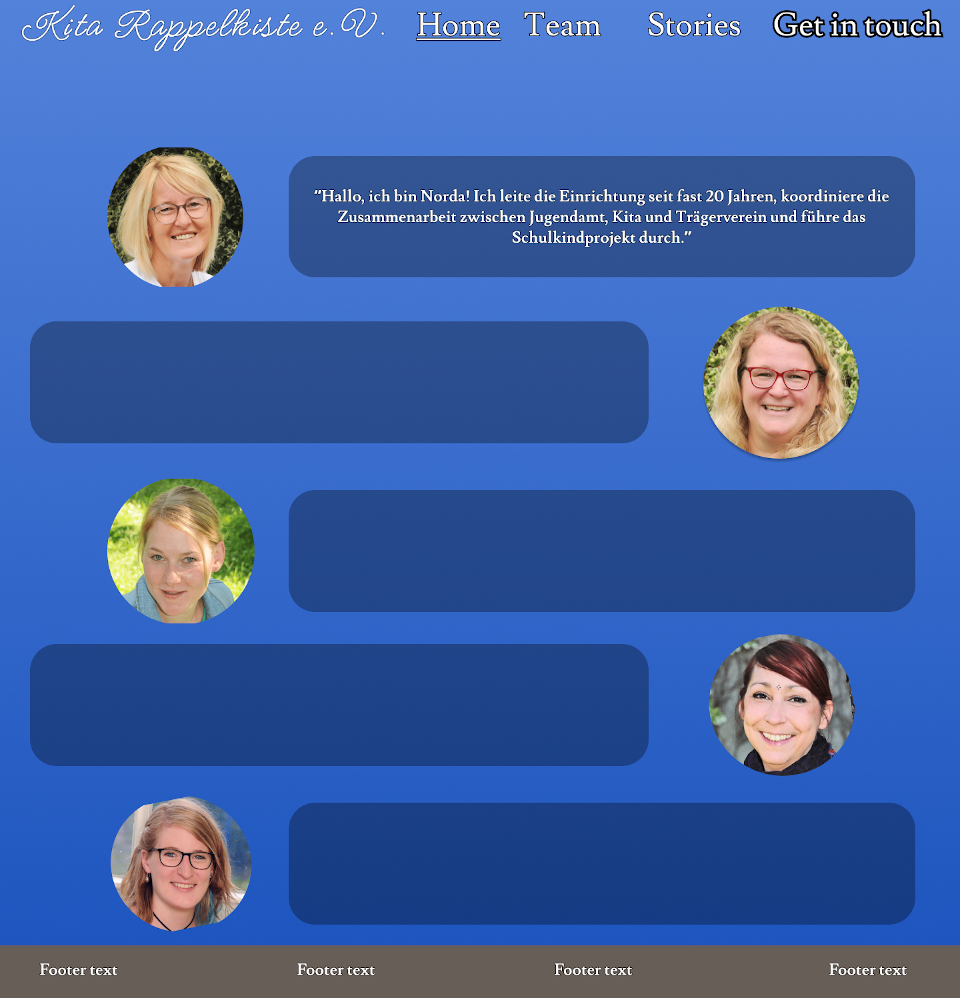 Kita Rappelkiste e.V.
Home Team Stories Get in touch
"Hallo, ich bin Norda! Ich leite die Einrichtung seit fast 20 Jahren, koordiniere die
Zusammenarbeit zwischen Jugendamt, Kita und Trägerverein und führe das
Schulkindprojekt durch."
Footer text Footer text Footer text Footer text